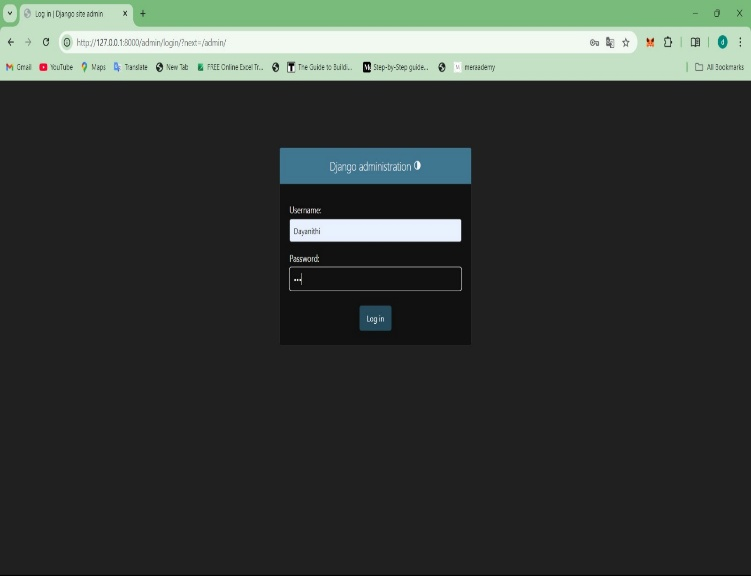 Log in | Django site admin
http://127.0.0.1:8000/admin/login/?next=/admin/
Gmail YouTube Maps Translate New Tab FREE Online Excel Tr... The Guide to Buildi... Step-by-Step guide... meraademy All Bookmarks
Django administration
Username:
Dayanithi
Password:
•••
Log in